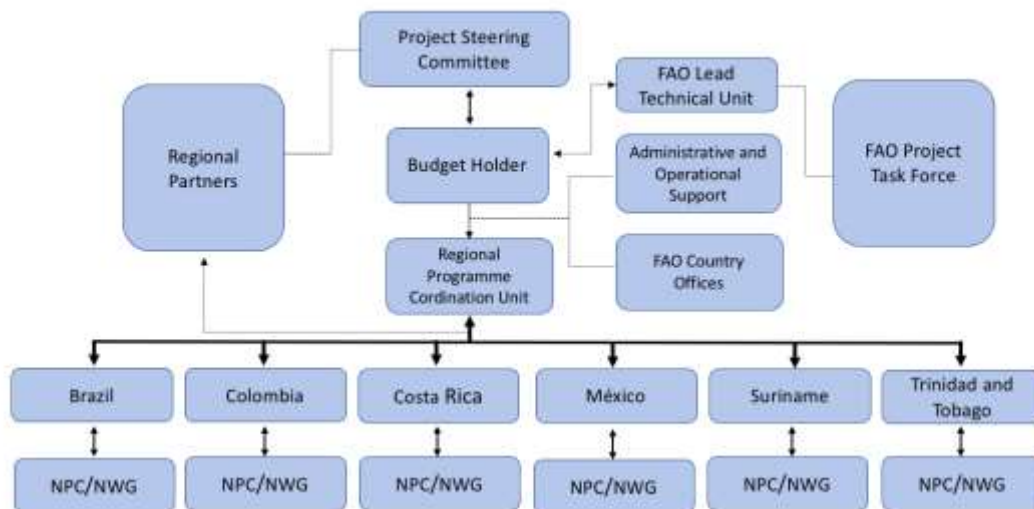 Project Steering
Committee
FAO Lead
Technical Unit
Regional
Partners
Budget Holder
Administrative and
Operational
Support
FAO Project
Task Force
Regional
Programme
Cordination Unit
FAO Country
Offices
Brazil
Colombia
Costa Rica
México
Suriname
Trinidad and
Tobago
NPC/NWG
NPC/NWG
NPC/NWG
NPC/NWG
NPC/NWG
NPC/NWG